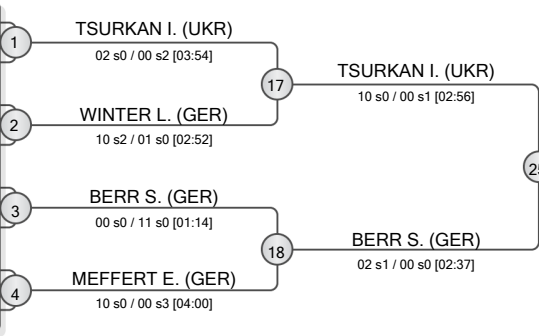 1
TSURKAN I. (UKR)
02 s0 / 00 s2 [03:54]
17
TSURKAN I. (UKR)
10 s0 / 00 s1 [02:56]
2
WINTER L. (GER)
10 s2 / 01 s0 [02:52]
25
3
BERR S. (GER)
00 s0 / 11 s0 [01:14]
18
BERR S. (GER)
02 s1 / 00 s0 [02:37]
4
MEFFERT E. (GER)
10 s0 / 00 s3 [04:00]